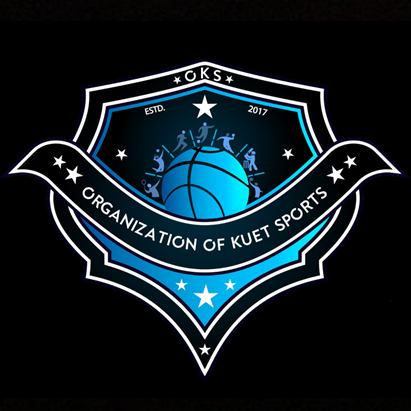 OKS
ESTD. 2017
ORGANIZATION OF KUET SPORTS